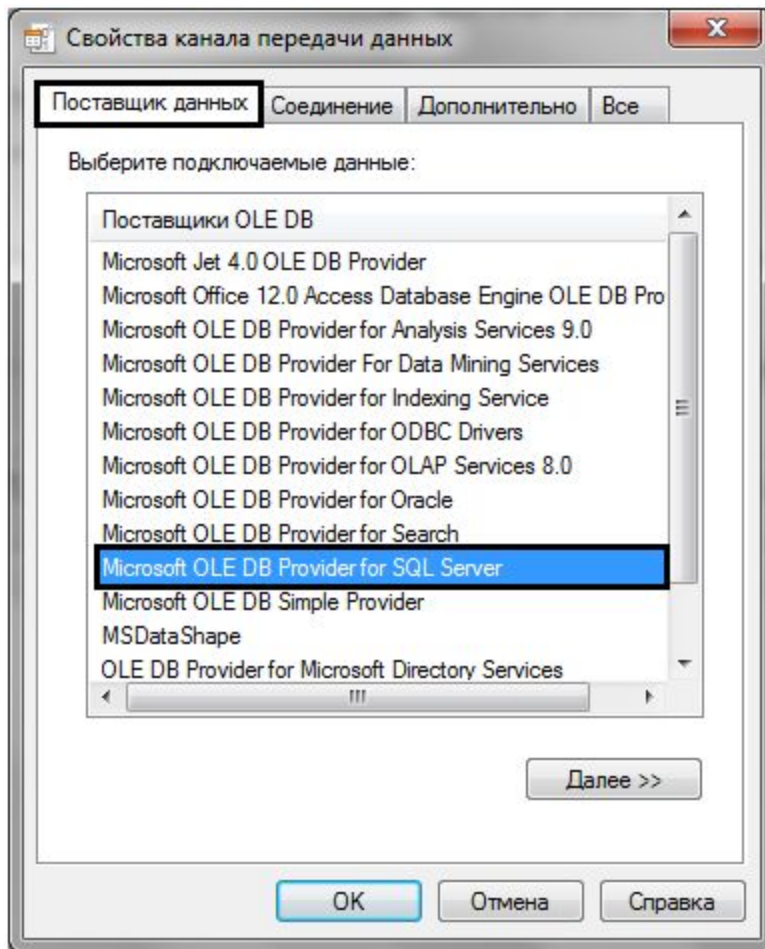 Свойства канала передачи данных
Поставщик данных Соединение Дополнительно Все
Выберите подключаемые данные:
Поставщики OLE DB
Microsoft Jet 4.0 OLE DB Provider
Microsoft Office 12.0 Access Database Engine OLE DB Pro
Microsoft OLE DB Provider for Analysis Services 9.0
Microsoft OLE DB Provider For Data Mining Services
Microsoft OLE DB Provider for Indexing Service
Microsoft OLE DB Provider for ODBC Drivers
Microsoft OLE DB Provider for OLAP Services 8.0
Microsoft OLE DB Provider for Oracle
Microsoft OLE DB Provider for Search
Microsoft OLE DB Provider for SQL Server
Microsoft OLE DB Simple Provider
MSDataShape
OLE DB Provider for Microsoft Directory Services
Далее >>
OK Отмена Справка